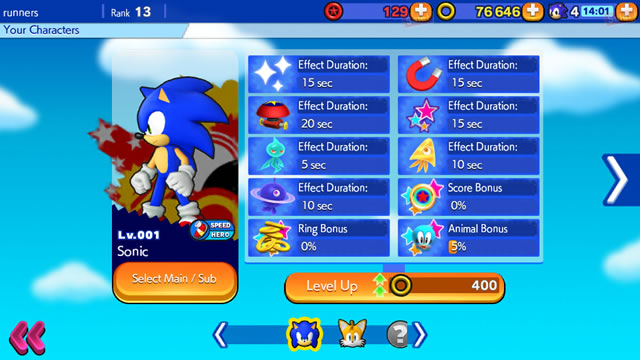 runners
Rank 13
129
76646
4
14:01
Your Characters
Effect Duration:
15 sec
Effect Duration:
15 sec
Effect Duration:
20 sec
Effect Duration:
15 sec
Effect Duration:
5 sec
Effect Duration:
10 sec
Effect Duration:
10 sec
Score Bonus
0%
Ring Bonus
0%
Animal Bonus
5%
Lv.001
SPEED
HERO
Sonic
Select Main / Sub
Level Up
400
?